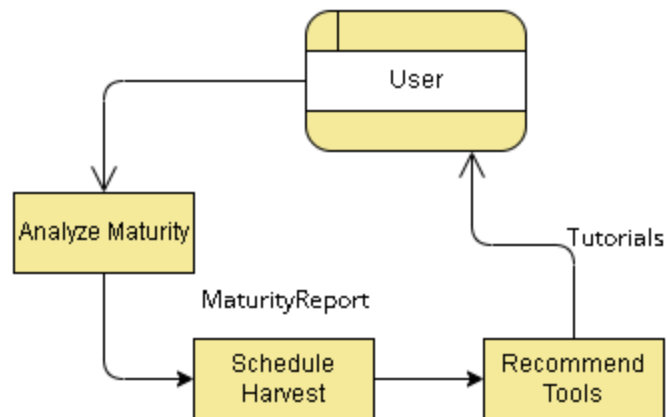 User
Analyze Maturity
Tutorials
MaturityReport
Schedule
Harvest
Recommend
Tools